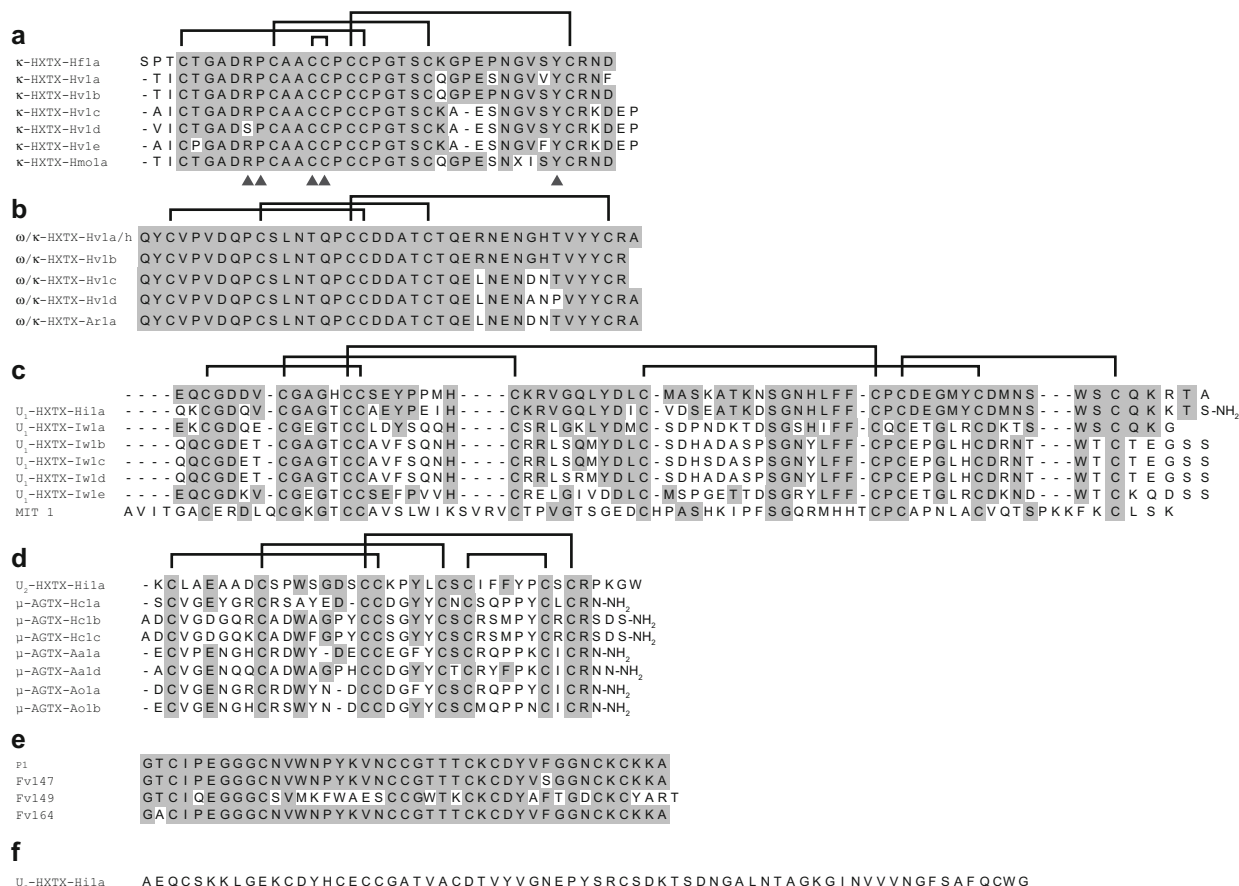 a
κ-HXTX-Hf1a SPTCTGADRPCAACCPCCPGTSCKGPEPNGVSYCRND
κ-HXTX-Hv1a -TICTGADRPCAACCPCCPGTSCQGPESNGVVYCRNF
κ-HXTX-Hv1b -TICTGADRPCAACCPCCPGTSCQGPEPNGVSYCRND
κ-HXTX-Hv1c -AICTGADRPCAACCPCCPGTSCKA-ESNGVSYCRKDEP
κ-HXTX-Hv1d -VICTGADSPCAACCPCCPGTSCKA-ESNGVSYCRKDEP
κ-HXTX-Hv1e -AICPGADRPCAACCPCCPGTSCKA-ESNGVFYCRKDEP
κ-HXTX-Hmo1a -TICTGADRPCAACCPCCPGTSCQGPESNXISYCRND
b
ω/κ-HXTX-Hv1a/h QYCVPVDQPCSLNTQPCCDDATCTQERNENGHTVYYCRA
ω/κ-HXTX-Hv1b QYCVPVDQPCSLNTQPCCDDATCTQERNENGHTVYYCR
ω/κ-HXTX-Hv1c QYCVPVDQPCSLNTQPCCDDATCTQELNENDNTVYYCR
ω/κ-HXTX-Hv1d QYCVPVDQPCSLNTQPCCDDATCTQELNENANPVYYCRA
ω/κ-HXTX-Ar1a QYCVPVDQPCSLNTQPCCDDATCTQELNENDNTVYYCRA
c
----EQCGDDV-CGAGHCCSEYPPMH----CKRVGQLYDLC-MASKATKNSGNHLFF-CPCDEGMYCDMNS---WSCQKRTA
U₁-HXTX-Hi1a ----QKCGDQV-CGAGTCCAEYPEIH----CKRVGQLYDIC-VDSEATKDSGNHLFF-CPCDEGMYCDMNS---WSCQKKTS-NH₂
U₁-HXTX-Iw1a ----EKCGDQE-CGEGTCCLDYSQQH----CSRLGKLYDMC-SDPNDKTDSGSHIFF-CQCETGLRCDKTS---WSCQKG
U₁-HXTX-Iw1b ----QQCGDET-CGAGTCCAVFSQNH----CRRLSQMYDLC-SDHADASPSGNYLFF-CPCEPGLHCDRNT---WTCTEGSS
U₁-HXTX-Iw1c ----QQCGDET-CGAGTCCAVFSQNH----CRRLSQMYDLC-SDHSDASPSGNYLFF-CPCEPGLHCDRNT---WTCTEGSS
U₁-HXTX-Iw1d ----QQCGDET-CGAGTCCAVFSQNH----CRRLSRMYDLC-SDHADASPSGNYLFF-CPCEPGLHCDRNT---WTCTEGSS
U₁-HXTX-Iw1e ----EQCGDKV-CGEGTCCSEFPVVH----CRELGIVDDLC-MSPGETTDSGRYLFF-CPCETGLRCDKND---WTCKQDSS
MIT 1 AVITGACERDLQCGKGTCCAVSLWIKSVRVCTPVGTSGEDCHPASHKIPFSGQRMHHTCPCAPNLACVQTSPKKFKCLSK
d
U₂-HXTX-Hi1a -KCLAEAADCSPWSGDSCCKPYLCSCIFFYPCSCRPKGW
μ-AGTX-Hc1a -SCVGEYGRCRSAYED-CCDGYYCNCSQPPYCLCRN-NH₂
μ-AGTX-Hc1b ADCVGDGQRCADWAGPYCCSGYYCSCRSMPYCRCRSDS-NH₂
μ-AGTX-Hc1c ADCVGDGQKCADWFGPYCCSGYYCSCRSMPYCRCRSDS-NH₂
μ-AGTX-Aa1a -ECVPENGHCRDWY-DECCEGFYCSCRQPPKCICRN-NH₂
μ-AGTX-Aa1d -ACVGENQQCADWAGPHCCDGYYCTCRYFPKCICRNN-NH₂
μ-AGTX-Ao1a -DCVGENGRCRDWYN-DCCDGFYCSCRQPPYCICRN-NH₂
μ-AGTX-Ao1b -ECVGENGHCRSWYN-DCCDGYYCSCMQPPNCICRN-NH₂
e
P1 GTCIPEGGGCNVWNPYKVNCCGTTTCKCDYVFGGNCKCKKA
Fv147 GTCIPEGGGCNVWNPYKVNCCGTTTCKCDYVSGGNCKCKKA
Fv149 GTCIQEGGGCSVMKFWAESCCGWTKCKCDYAFTGDCKCYART
Fv164 GACIPEGGGCNVWNPYKVNCCGTTTCKCDYVFGGNCKCKKA
f
AEQCSKKLGEKCDYHCECCGATVACDTVYVGNEPYSRCSDKTSDNGALNTAGKGINVVVNGFSAFQCWG